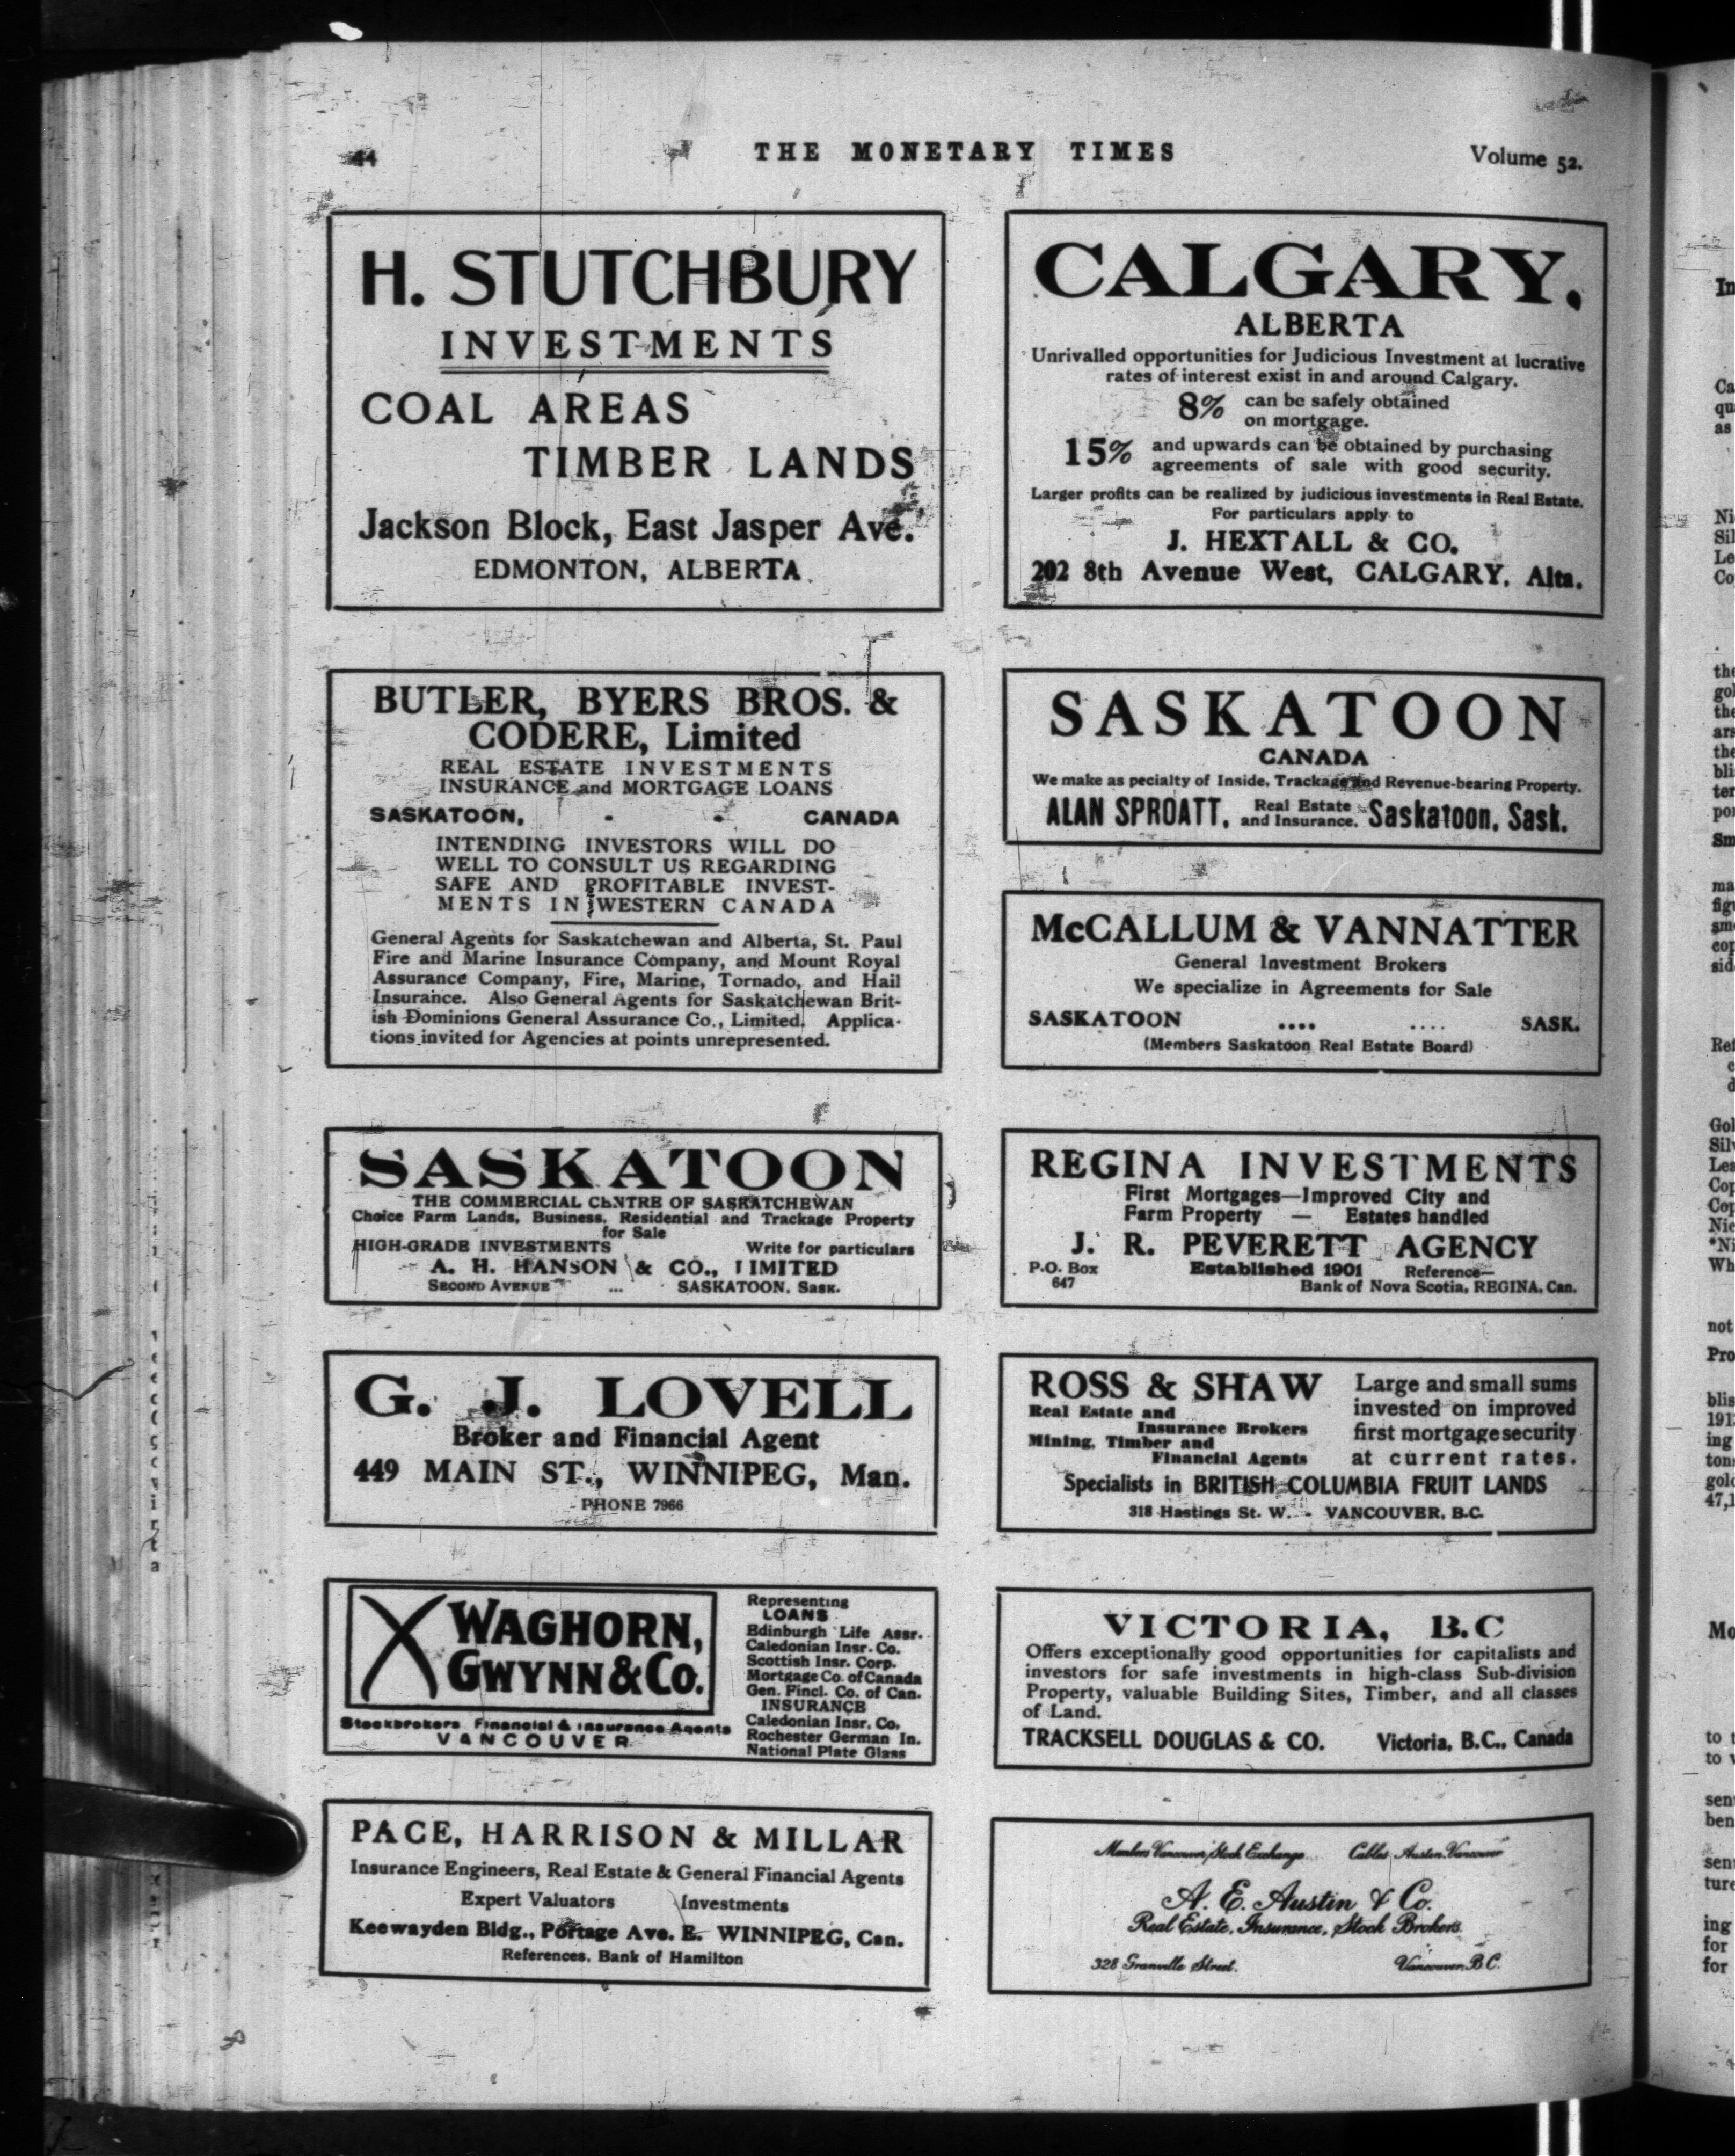 44
THE MONETARY TIMES
Volume 52.
H. STUTCHBURY
INVESTMENTS
COAL AREAS
TIMBER LANDS
Jackson Block, East Jasper Ave.
EDMONTON, ALBERTA
BUTLER, BYERS BROS. &
CODERE, Limited
REAL ESTATE INVESTMENTS
INSURANCE and MORTGAGE LOANS
SASKATOON, - - CANADA
INTENDING INVESTORS WILL DO
WELL TO CONSULT US REGARDING
SAFE AND PROFITABLE INVEST-
MENTS IN WESTERN CANADA
General Agents for Saskatchewan and Alberta, St. Paul
Fire and Marine Insurance Company, and Mount Royal
Assurance Company, Fire, Marine, Tornado, and Hail
Insurance. Also General Agents for Saskatchewan Brit-
ish Dominions General Assurance Co., Limited. Applica-
tions invited for Agencies at points unrepresented.
SASKATOON
THE COMMERCIAL CENTRE OF SASKATCHEWAN
Choice Farm Lands, Business, Residential and Trackage Property
for Sale
HIGH-GRADE INVESTMENTS Write for particulars
A. H. HANSON & CO., LIMITED
SECOND AVENUE ... SASKATOON, SASK.
G. J. LOVELL
Broker and Financial Agent
449 MAIN ST., WINNIPEG, Man.
PHONE 7966
WAGHORN,
GWYNN & CO.
Stockbrokers Financial & Insurance Agents
VANCOUVER
Representing
LOANS
Edinburgh Life Assr.
Caledonian Insr. Co.
Scottish Insr. Corp.
Mortgage Co. of Canada
Gen. Fincl. Co. of Can.
INSURANCE
Caledonian Insr. Co.
Rochester German In.
National Plate Glass
PACE, HARRISON & MILLAR
Insurance Engineers, Real Estate & General Financial Agents
Expert Valuators Investments
Keewayden Bldg., Portage Ave. E. WINNIPEG, Can.
References, Bank of Hamilton
CALGARY,
ALBERTA
Unrivalled opportunities for Judicious Investment at lucrative
rates of interest exist in and around Calgary.
8% can be safely obtained
on mortgage.
15% and upwards can be obtained by purchasing
agreements of sale with good security.
Larger profits can be realized by judicious investments in Real Estate.
For particulars apply to
J. HEXTALL & CO.
202 8th Avenue West, CALGARY, Alta.
SASKATOON
CANADA
We make as pecialty of Inside, Trackage and Revenue-bearing Property.
ALAN SPROATT, Real Estate and Insurance. Saskatoon, Sask.
McCALLUM & VANNATTER
General Investment Brokers
We specialize in Agreements for Sale
SASKATOON .... .... SASK.
(Members Saskatoon Real Estate Board)
REGINA INVESTMENTS
First Mortgages—Improved City and
Farm Property — Estates handled
J. R. PEVERETT AGENCY
P.O. Box 647 Established 1901 Reference—
Bank of Nova Scotia, REGINA, Can.
ROSS & SHAW
Real Estate and
Insurance Brokers
Mining, Timber and
Financial Agents
Large and small sums
invested on improved
first mortgage security
at current rates.
Specialists in BRITISH COLUMBIA FRUIT LANDS
318 Hastings St. W. - VANCOUVER, B.C.
VICTORIA, B.C
Offers exceptionally good opportunities for capitalists and
investors for safe investments in high-class Sub-division
Property, valuable Building Sites, Timber, and all classes
of Land.
TRACKSELL DOUGLAS & CO. Victoria, B.C., Canada
Members Vancouver Stock Exchange Cables Austin, Vancouver
A. E. Austin & Co.
Real Estate, Insurance, Stock Brokers.
328 Granville Street. Vancouver, B.C.